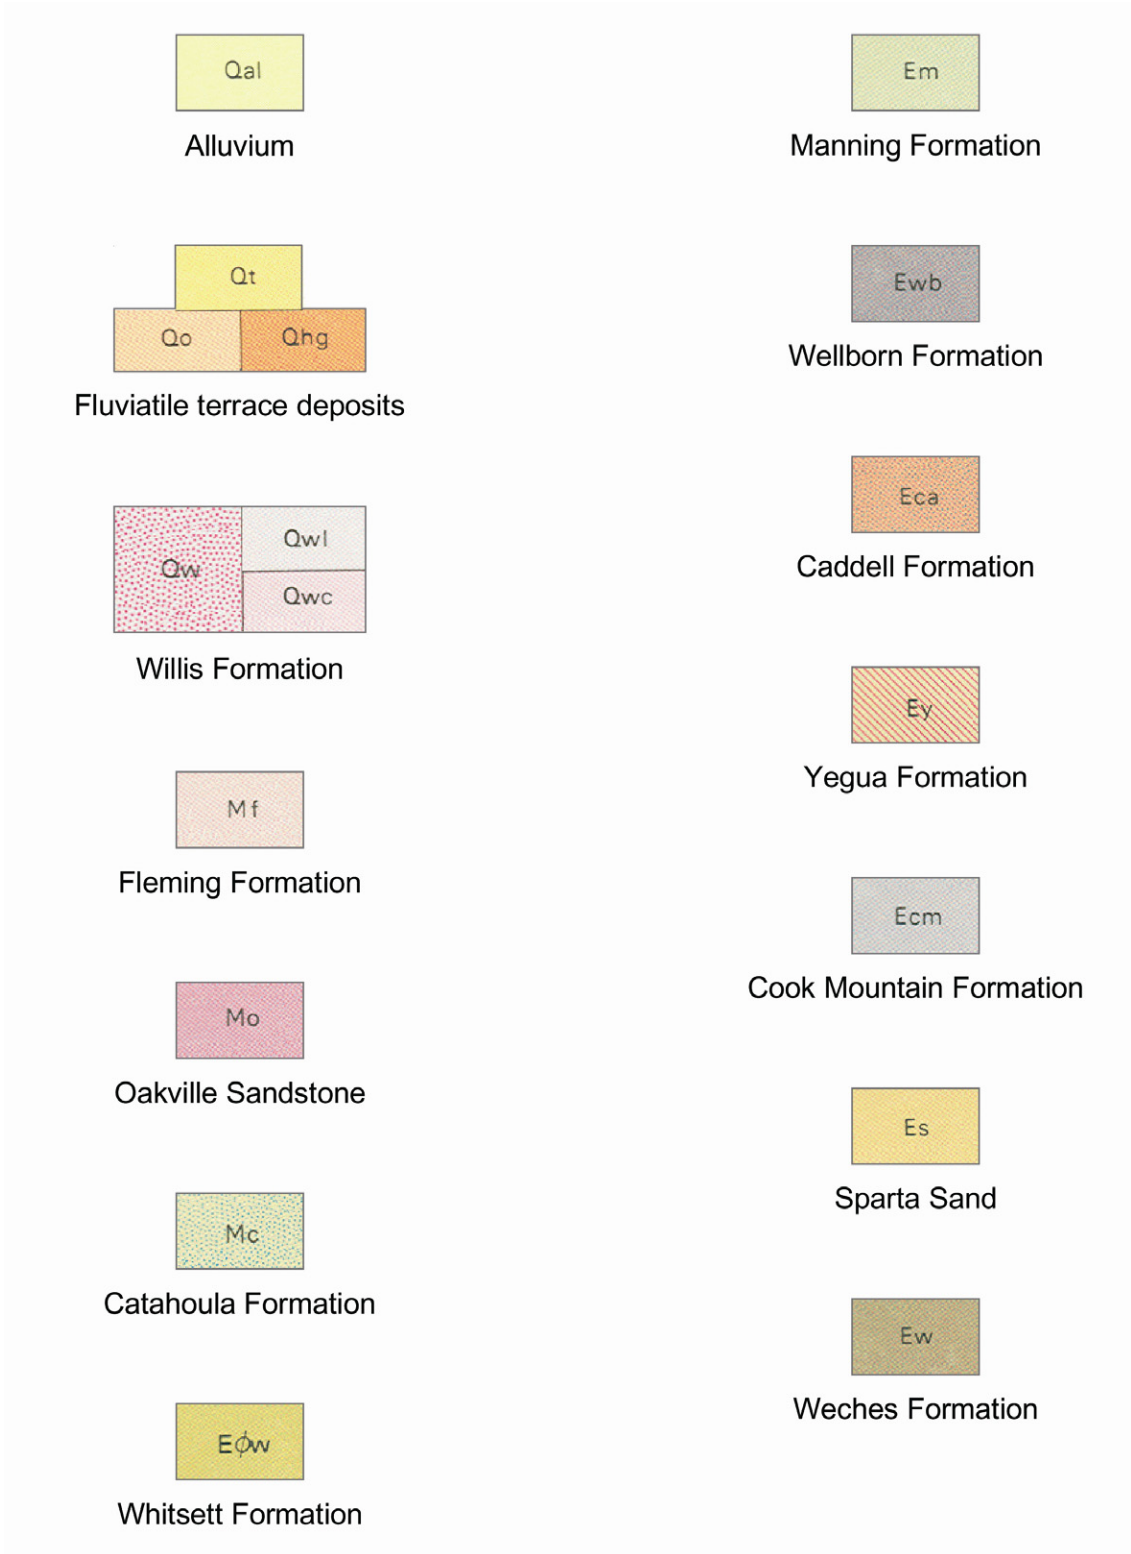 Qal
Alluvium
Qt
Qo
Qhg
Fluviatile terrace deposits
Qw
Qwl
Qwc
Willis Formation
Mf
Fleming Formation
Mo
Oakville Sandstone
Mc
Catahoula Formation
Eϕw
Whitsett Formation
Em
Manning Formation
Ewb
Wellborn Formation
Eca
Caddell Formation
Ey
Yegua Formation
Ecm
Cook Mountain Formation
Es
Sparta Sand
Ew
Weches Formation